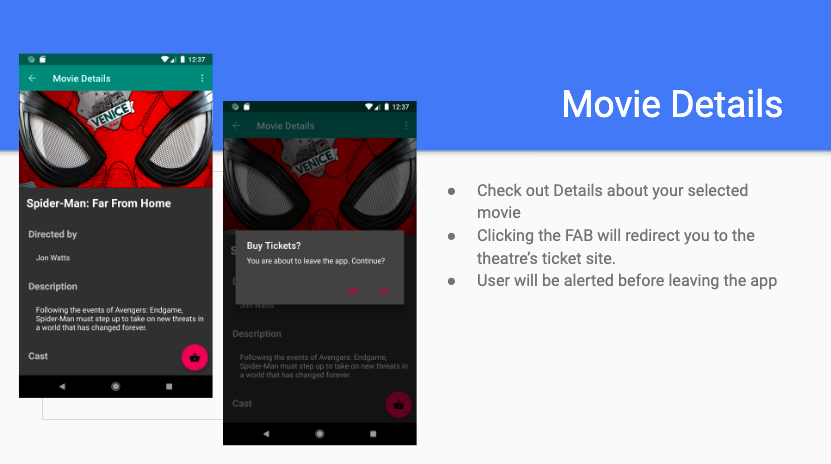 12:37
Movie Details
VENICE
Spider-Man: Far From Home
Directed by
Jon Watts
Description
Following the events of Avengers: Endgame,
Spider-Man must step up to take on new threats in
a world that has changed forever.
Cast
12:37
Movie Details
VENICE
S
Buy Tickets?
You are about to leave the app. Continue?
D
Jon Watts
Description
Following the events of Avengers: Endgame,
Spider-Man must step up to take on new threats in
a world that has changed forever.
Cast
Movie Details
● Check out Details about your selected
movie
● Clicking the FAB will redirect you to the
theatre's ticket site.
● User will be alerted before leaving the app